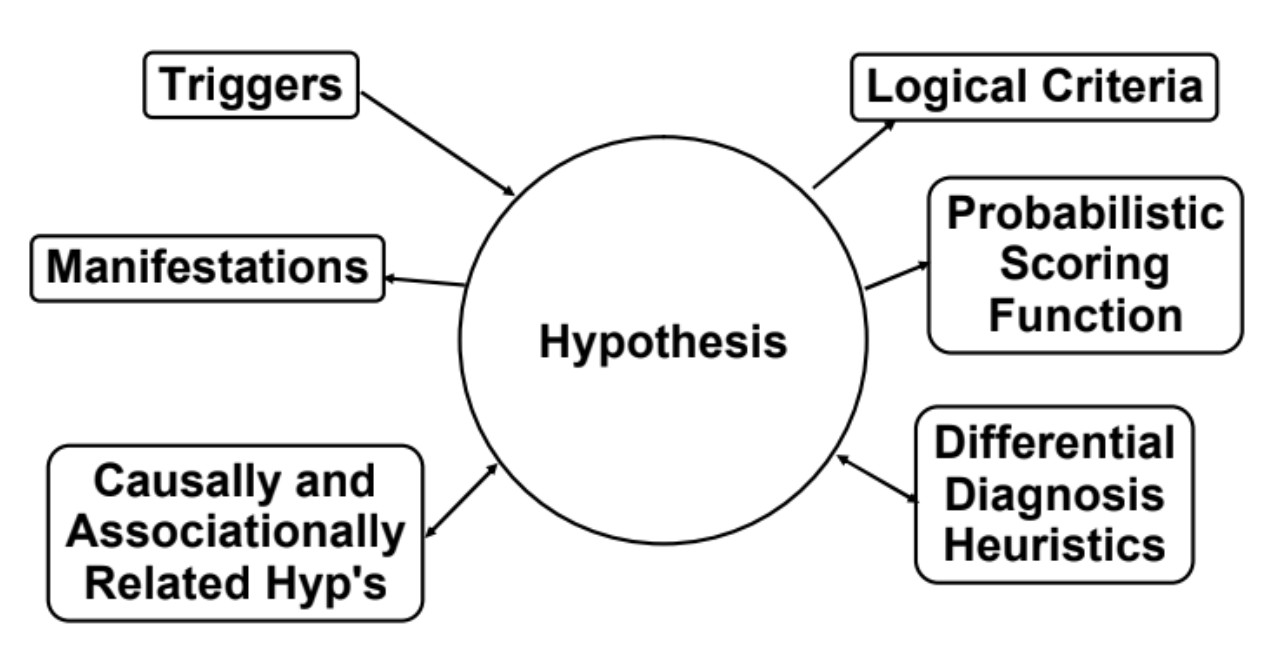 Triggers
Logical Criteria
Manifestations
Probabilistic
Scoring
Function
Hypothesis
Causally and
Associationally
Related Hyp's
Differential
Diagnosis
Heuristics